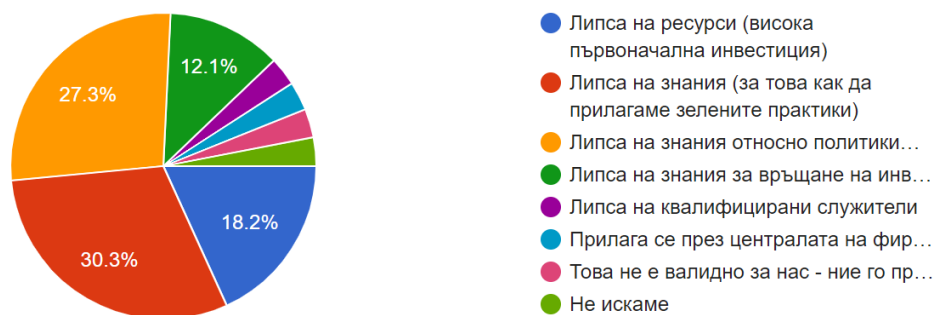 12.1%
27.3%
18.2%
30.3%
Липса на ресурси (висока
първоначална инвестиция)
Липса на знания (за това как да
прилагаме зелените практики)
Липса на знания относно политики…
Липса на знания за връщане на инв…
Липса на квалифицирани служители
Прилага се през централата на фир…
Това не е валидно за нас - ние го пр…
Не искаме